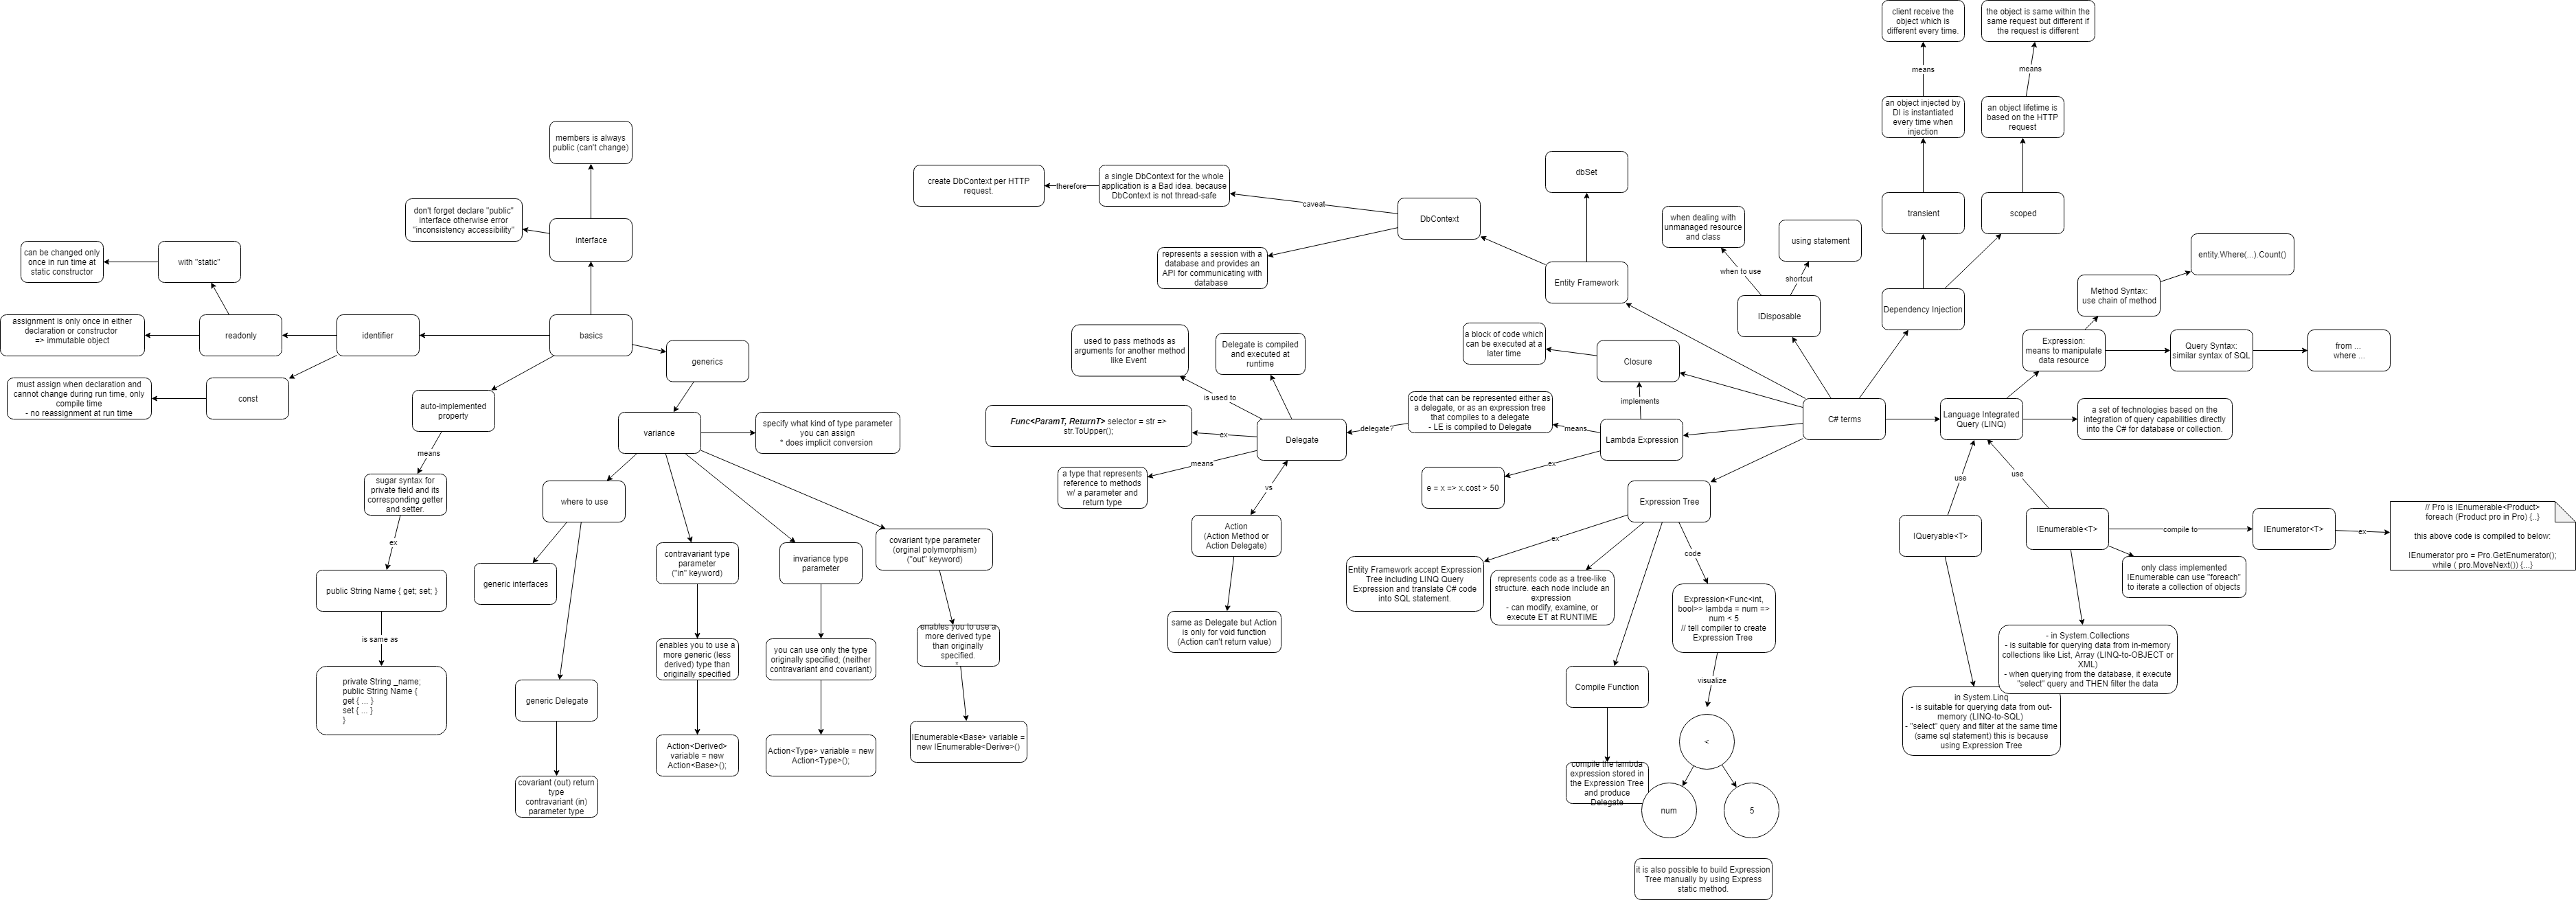 members is always
public (can't change)
don't forget declare "public"
interface otherwise error
"inconsistency accessibility"
interface
can be changed only
once in run time at
static constructor
with "static"
assignment is only once in either
declaration or constructor
=> immutable object
readonly
identifier
basics
generics
must assign when declaration and
cannot change during run time, only
compile time
- no reassignment at run time
const
auto-implemented
property
means
sugar syntax for
private field and its
corresponding getter
and setter.
ex
public String Name { get; set; }
is same as
private String _name;
public String Name {
get { ... }
set { ... }
}
variance
specify what kind of type parameter
you can assign
* does implicit conversion
where to use
generic interfaces
generic Delegate
covariant (out) return
type
contravariant (in)
parameter type
contravariant type
parameter
("in" keyword)
enables you to use a
more generic (less
derived) type than
originally specified
Action<Derived>
variable = new
Action<Base>();
invariance type
parameter
you can use only the type
originally specified; (neither
contravariant and covariant)
Action<Type> variable = new
Action<Type>();
covariant type parameter
(orginal polymorphism)
("out" keyword)
enables you to use a
more derived type
than originally
specified.
*
IEnumerable<Base> variable =
new IEnumerable<Derive>()
create DbContext per HTTP
request.
therefore
a single DbContext for the whole
application is a Bad idea. because
DbContext is not thread-safe
caveat
DbContext
represents a session with a
database and provides an
API for communicating with
database
dbSet
Entity Framework
used to pass methods as
arguments for another method
like Event
is used to
Delegate is compiled
and executed at
runtime
Func<ParamT, ReturnT> selector = str =>
str.ToUpper();
ex
Delegate
a type that represents
reference to methods
w/ a parameter and
return type
means
vs
Action
(Action Method or
Action Delegate)
same as Delegate but Action
is only for void function
(Action can't return value)
a block of code which
can be executed at a
later time
Closure
implements
code that can be represented either as
a delegate, or as an expression tree
that compiles to a delegate
- LE is compiled to Delegate
delegate?
means
Lambda Expression
ex
e = x => x.cost > 50
Expression Tree
ex
Entity Framework accept Expression
Tree including LINQ Query
Expression and translate C# code
into SQL statement.
represents code as a tree-like
structure. each node include an
expression
- can modify, examine, or
execute ET at RUNTIME
code
Expression<Func<int,
bool>> lambda = num =>
num < 5
// tell compiler to create
Expression Tree
visualize
<
num
5
Compile Function
compile the lambda
expression stored in
the Expression Tree
and produce
Delegate
it is also possible to build Expression
Tree manually by using Express
static method.
when dealing with
unmanaged resource
and class
when to use
using statement
shortcut
IDisposable
C# terms
client receive the
object which is
different every time.
means
an object injected by
DI is instantiated
every time when
injection
transient
the object is same within the
same request but different if
the request is different
means
an object lifetime is
based on the HTTP
request
scoped
Dependency Injection
entity.Where(...).Count()
Method Syntax:
use chain of method
Expression:
means to manipulate
data resource
Query Syntax:
similar syntax of SQL
from ...
where ...
Language Integrated
Query (LINQ)
a set of technologies based on the
integration of query capabilities directly
into the C# for database or collection.
use
use
IQueryable<T>
IEnumerable<T>
compile to
IEnumerator<T>
ex
// Pro is IEnumerable<Product>
foreach (Product pro in Pro) {..}
this above code is compiled to below:
IEnumerator pro = Pro.GetEnumerator();
while ( pro.MoveNext()) {...}
only class implemented
IEnumerable can use "foreach"
to iterate a collection of objects
- in System.Collections
- is suitable for querying data from in-memory
collections like List, Array (LINQ-to-OBJECT or
XML)
- when querying from the database, it execute
"select" query and THEN filter the data
in System.Linq
- is suitable for querying data from out-
memory (LINQ-to-SQL)
- "select" query and filter at the same time
(same sql statement) this is because
using Expression Tree